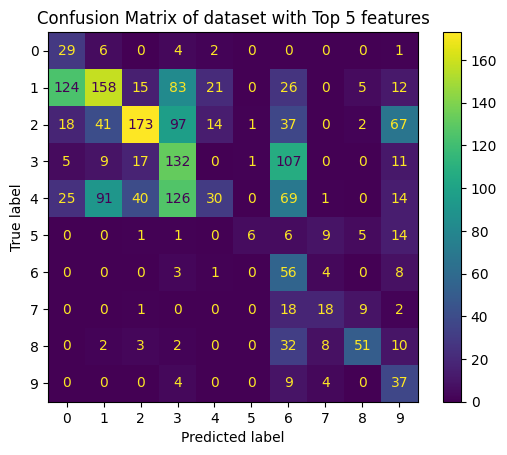 Confusion Matrix of dataset with Top 5 features
0 29 6 0 4 2 0 0 0 0 1
1 124 158 15 83 21 0 26 0 5 12
2 18 41 173 97 14 1 37 0 2 67
3 5 9 17 132 0 1 107 0 0 11
4 25 91 40 126 30 0 69 1 0 14
5 0 0 1 1 0 6 6 9 5 14
6 0 0 0 3 1 0 56 4 0 8
7 0 0 1 0 0 0 18 18 9 2
8 0 2 3 2 0 0 32 8 51 10
9 0 0 0 4 0 0 9 4 0 37
0 1 2 3 4 5 6 7 8 9
Predicted label
True label
160
140
120
100
80
60
40
20
0